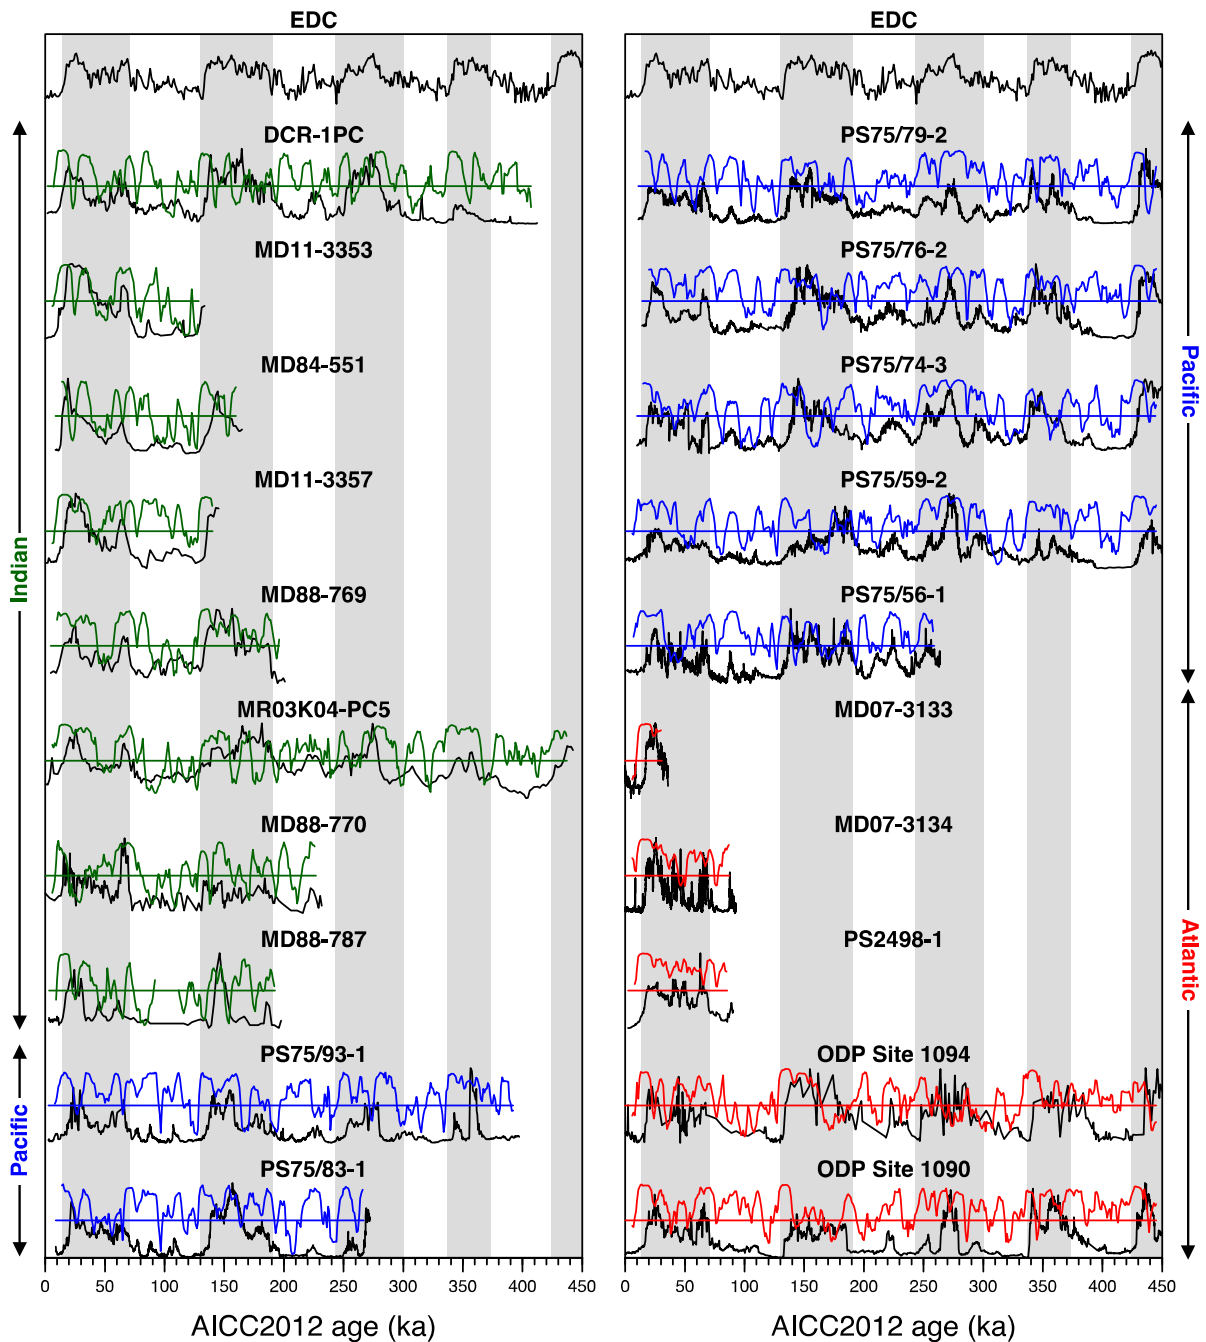 EDC
DCR-1PC
MD11-3353
MD84-551
MD11-3357
MD88-769
MR03K04-PC5
MD88-770
MD88-787
PS75/93-1
PS75/83-1
Indian
Pacific
0 50 100 150 200 250 300 350 400 450
AICC2012 age (ka)
EDC
PS75/79-2
PS75/76-2
PS75/74-3
PS75/59-2
PS75/56-1
MD07-3133
MD07-3134
PS2498-1
ODP Site 1094
ODP Site 1090
Pacific
Atlantic
0 50 100 150 200 250 300 350 400 450
AICC2012 age (ka)